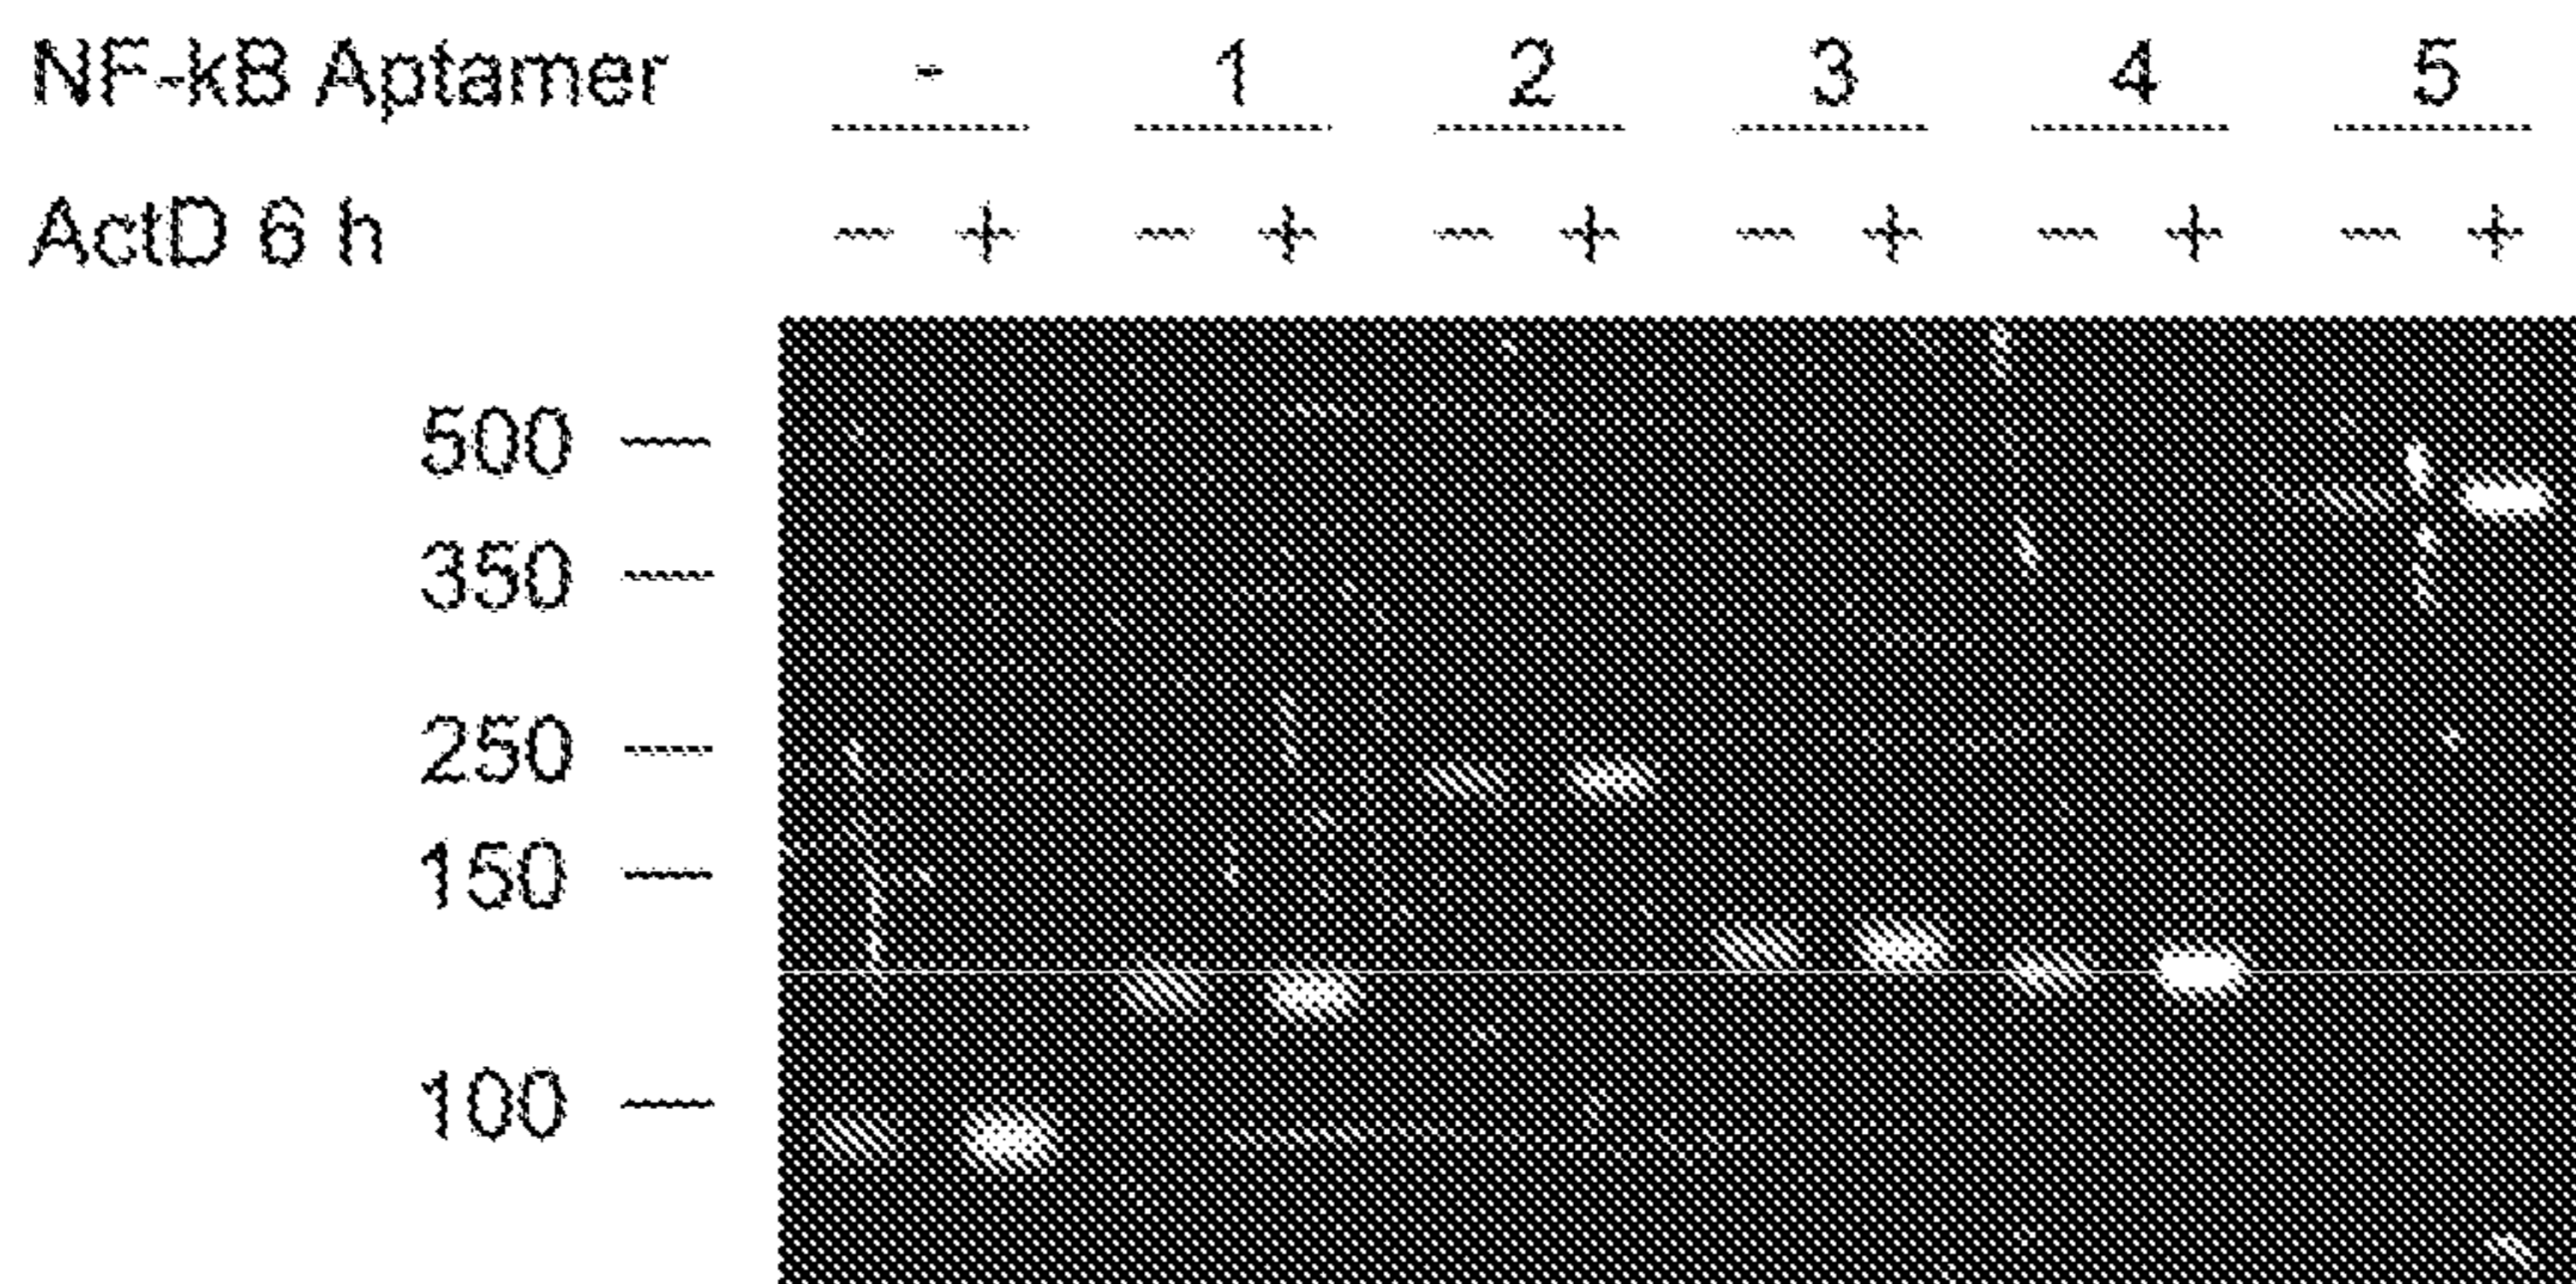 NF-kB Aptamer - 1 2 3 4 5
ActD 6 h — + — + — + — + — + — +
500 —
350 —
250 —
150 —
100 —